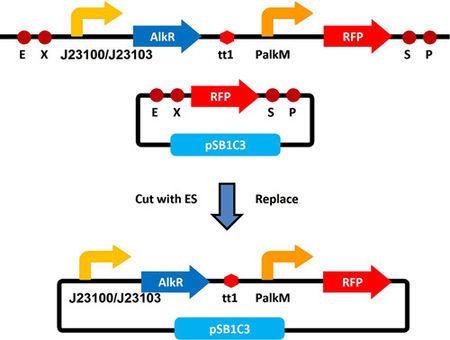 AlkR RFP
E X J23100/J23103 tt1 PalkM S P
RFP
E X S P
pSB1C3
Cut with ES Replace
AlkR RFP
J23100/J23103 tt1 PalkM
pSB1C3